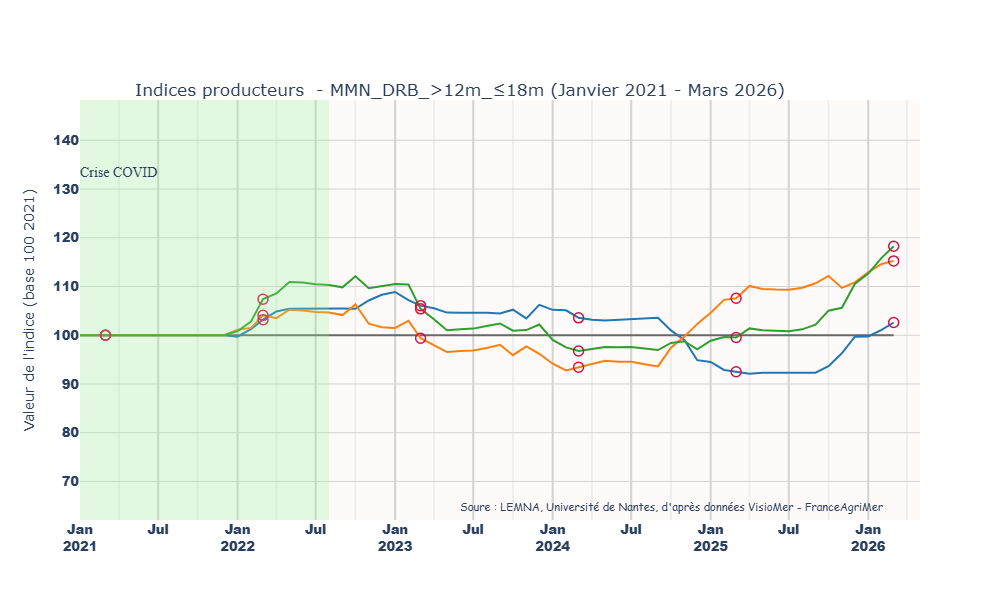 Indices producteurs - MMN_DRB_>12m_≤18m (Janvier 2021 - Mars 2026)
Valeur de l'indice (base 100 2021)
140
130
120
110
100
90
80
70
Crise COVID
Soure : LEMNA, Université de Nantes, d'après données VisioMer - FranceAgriMer
Jan Jul Jan Jul Jan Jul Jan Jul Jan Jul Jan
2021 2022 2023 2024 2025 2026